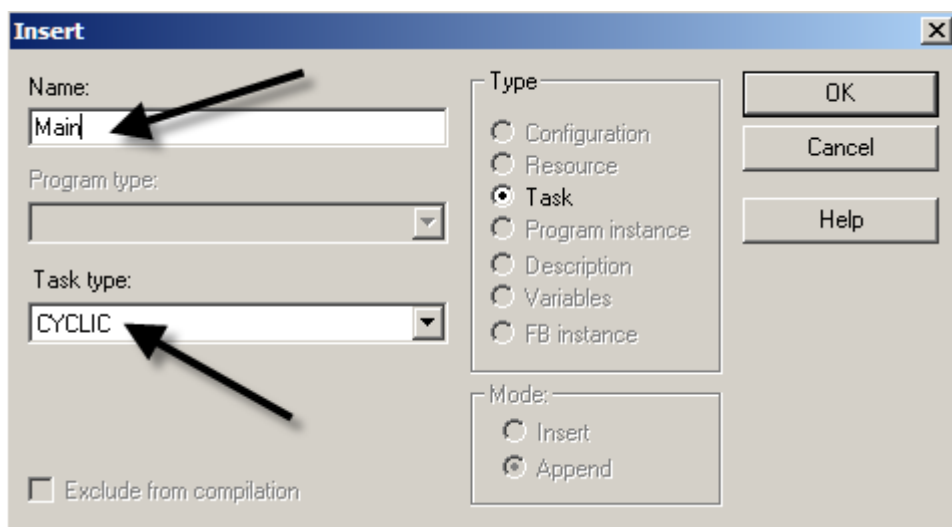 Insert
Name:
Main
Program type:
Task type:
CYCLIC
Exclude from compilation
Type
Configuration
Resource
Task
Program instance
Description
Variables
FB instance
Mode:
Insert
Append
OK
Cancel
Help